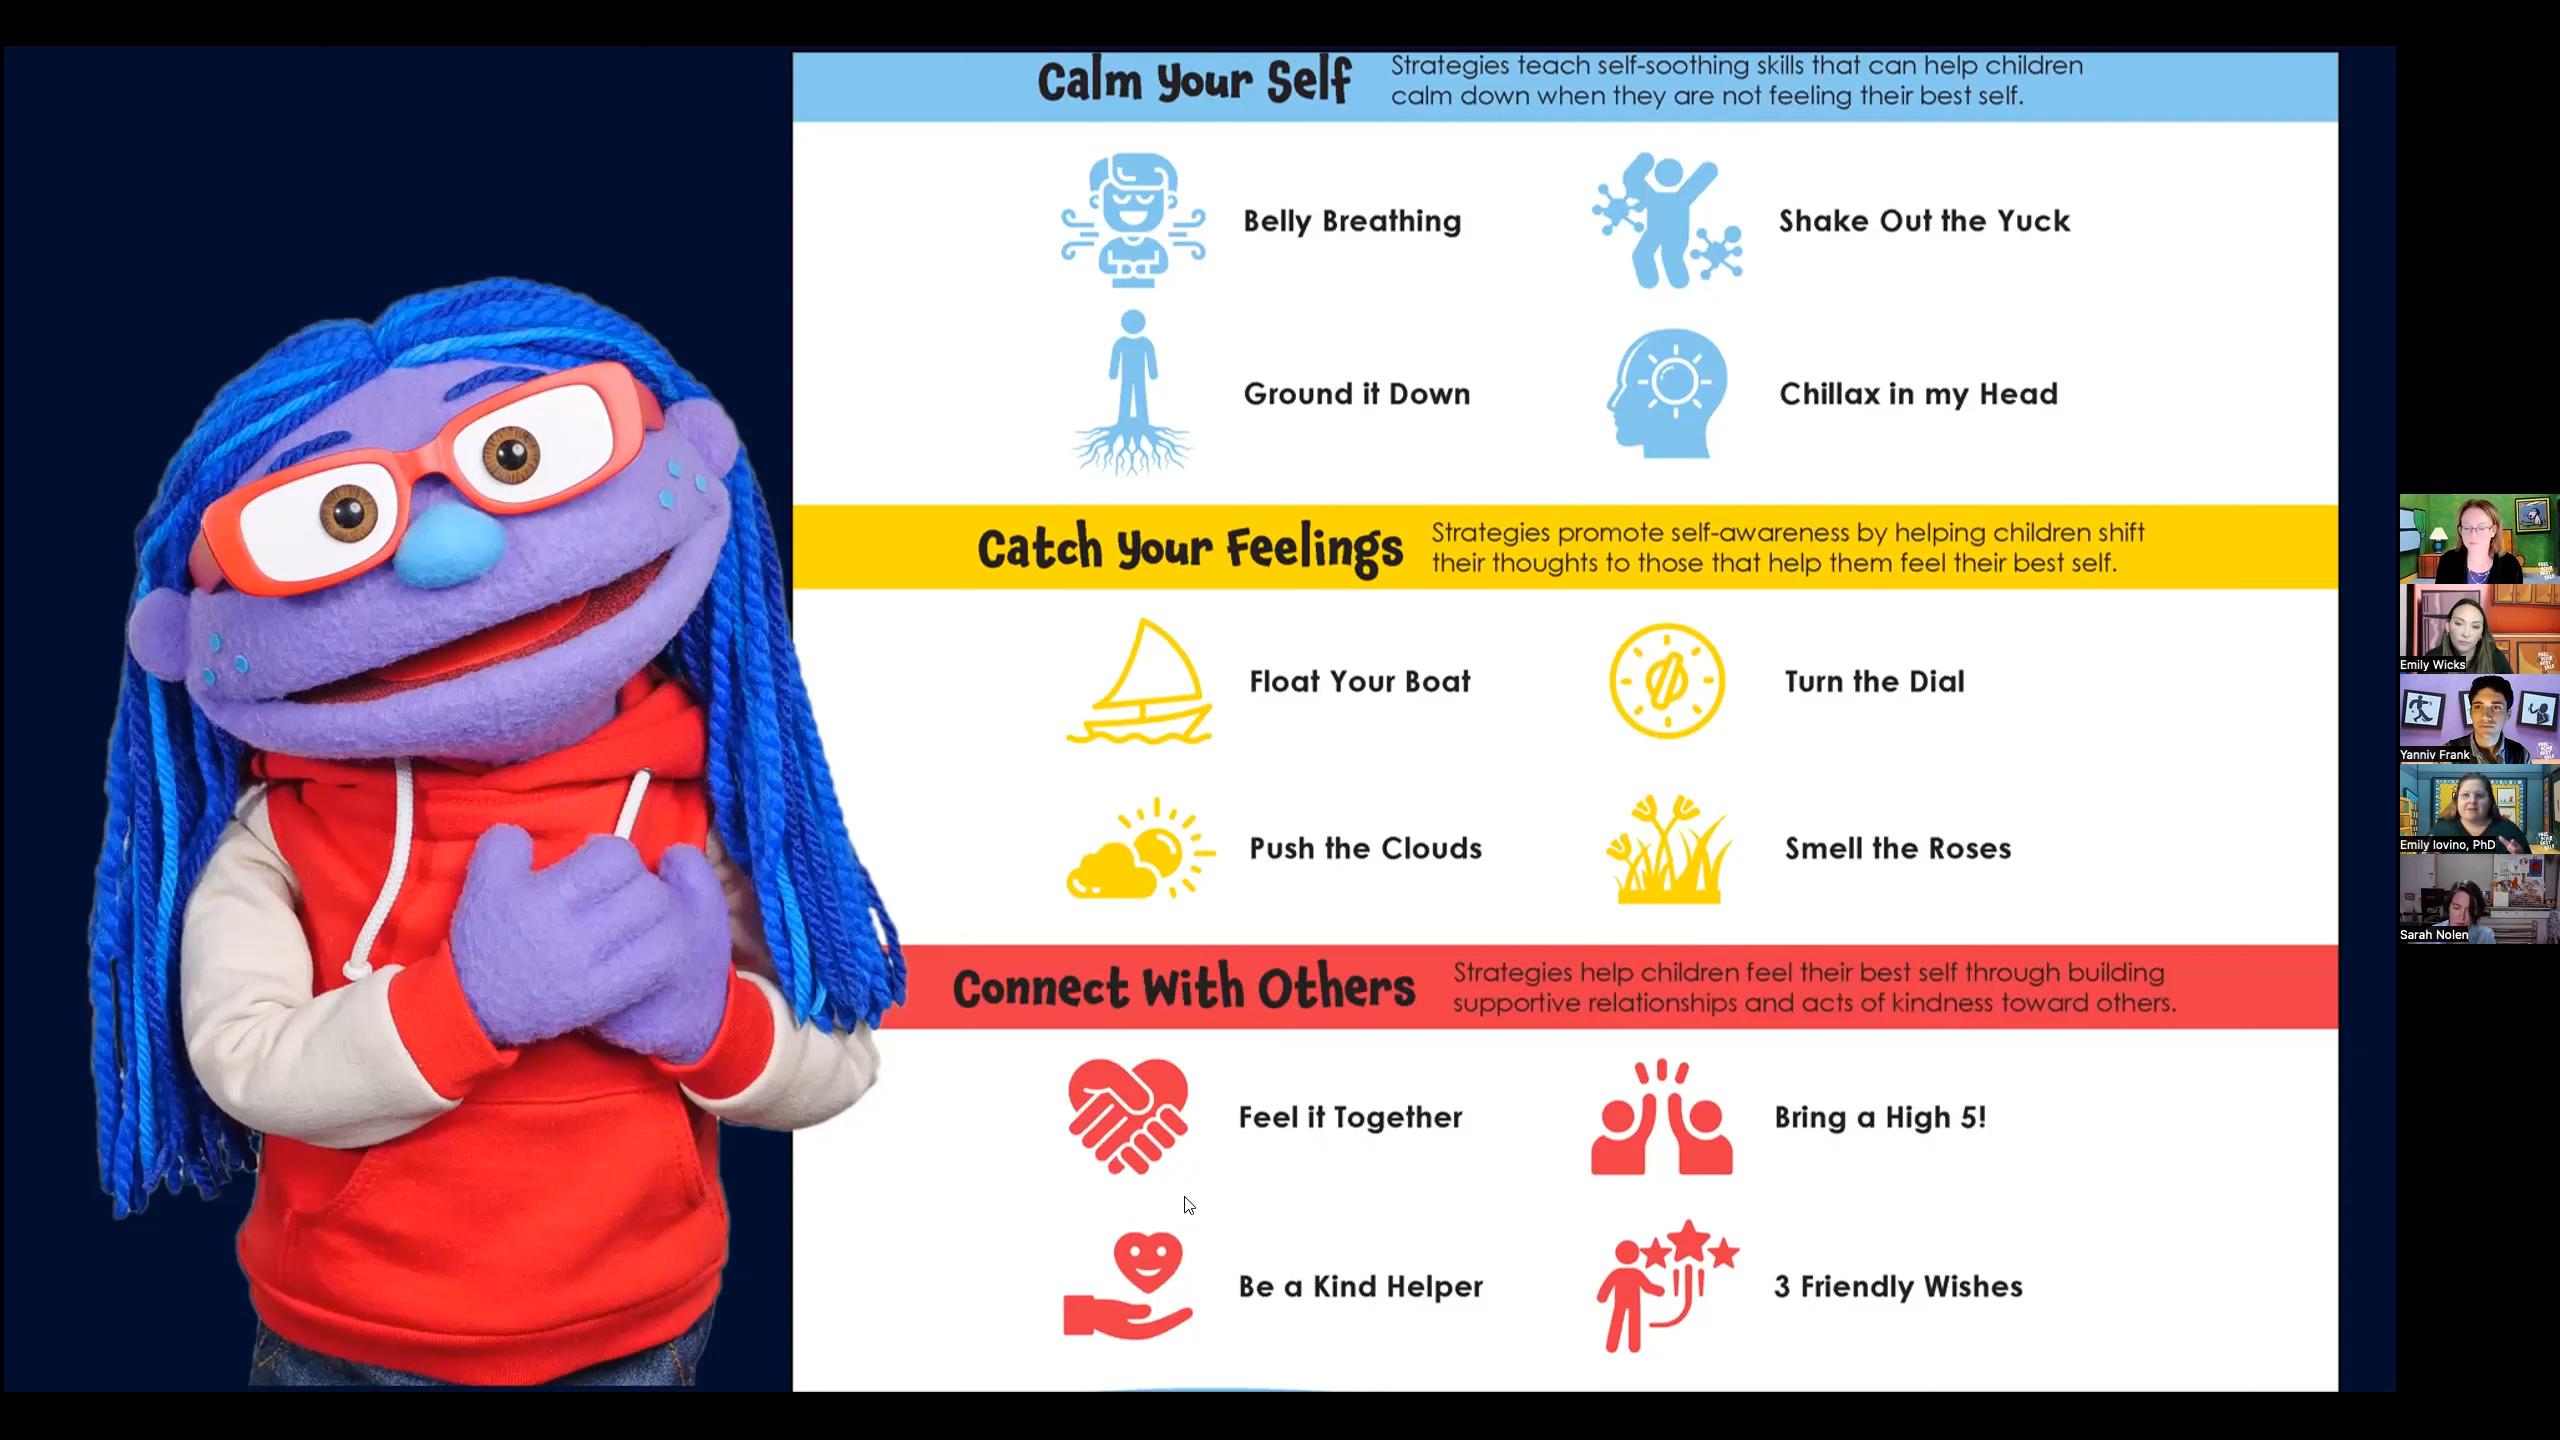 Calm Your Self
Strategies teach self-soothing skills that can help children
calm down when they are not feeling their best self.
Belly Breathing
Shake Out the Yuck
Ground it Down
Chillax in my Head
Catch Your Feelings
Strategies promote self-awareness by helping children shift
their thoughts to those that help them feel their best self.
Float Your Boat
Turn the Dial
Push the Clouds
Smell the Roses
Connect With Others
Strategies help children feel their best self through building
supportive relationships and acts of kindness toward others.
Feel it Together
Bring a High 5!
Be a Kind Helper
3 Friendly Wishes
Emily Wicks
Yanniv Frank
Emily Iovino, PhD
Sarah Nolen